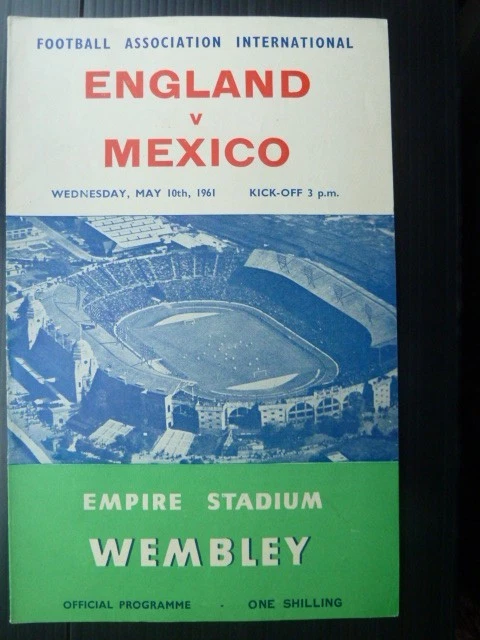 FOOTBALL ASSOCIATION INTERNATIONAL
ENGLAND
v
MEXICO
WEDNESDAY, MAY 10th, 1961 KICK-OFF 3 p.m.
EMPIRE STADIUM
WEMBLEY
OFFICIAL PROGRAMME · ONE SHILLING